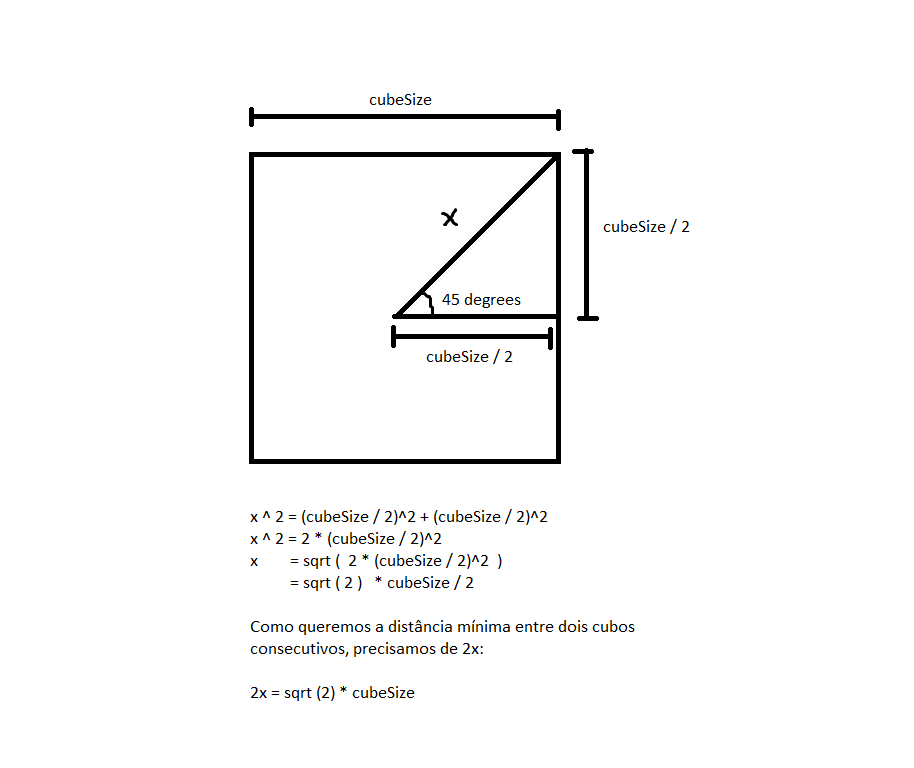 cubeSize
x
cubeSize / 2
45 degrees
cubeSize / 2
x ^ 2 = (cubeSize / 2)^2 + (cubeSize / 2)^2
x ^ 2 = 2 * (cubeSize / 2)^2
x = sqrt ( 2 * (cubeSize / 2)^2 )
= sqrt ( 2 ) * cubeSize / 2
Como queremos a distância mínima entre dois cubos
consecutivos, precisamos de 2x:
2x = sqrt (2) * cubeSize